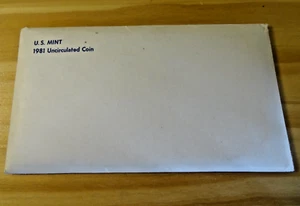 U.S. MINT
1981 Uncirculated Coin